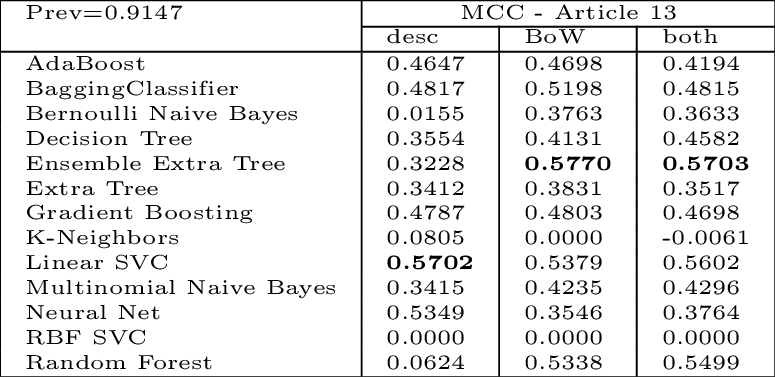 Prev=0.9147 MCC - Article 13
desc BoW both
AdaBoost 0.4647 0.4698 0.4194
BaggingClassifier 0.4817 0.5198 0.4815
Bernoulli Naive Bayes 0.0155 0.3763 0.3633
Decision Tree 0.3554 0.4131 0.4582
Ensemble Extra Tree 0.3228 0.5770 0.5703
Extra Tree 0.3412 0.3831 0.3517
Gradient Boosting 0.4787 0.4803 0.4698
K-Neighbors 0.0805 0.0000 -0.0061
Linear SVC 0.5702 0.5379 0.5602
Multinomial Naive Bayes 0.3415 0.4235 0.4296
Neural Net 0.5349 0.3546 0.3764
RBF SVC 0.0000 0.0000 0.0000
Random Forest 0.0624 0.5338 0.5499